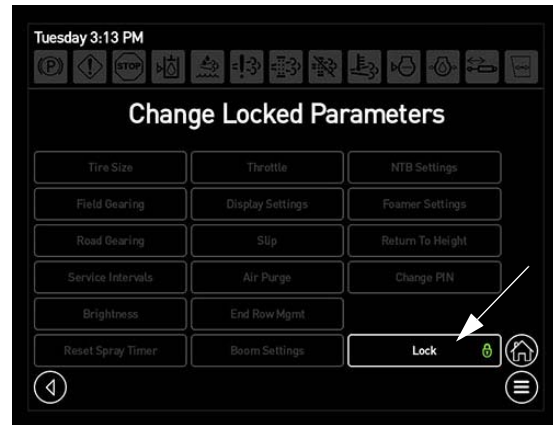 Tuesday 3:13 PM
P
STOP
Change Locked Parameters
Tire Size Throttle NTB Settings
Field Gearing Display Settings Foamer Settings
Road Gearing Slip Return To Height
Service Intervals Air Purge Change PIN
Brightness End Row Mgmt
Reset Spray Timer Boom Settings Lock